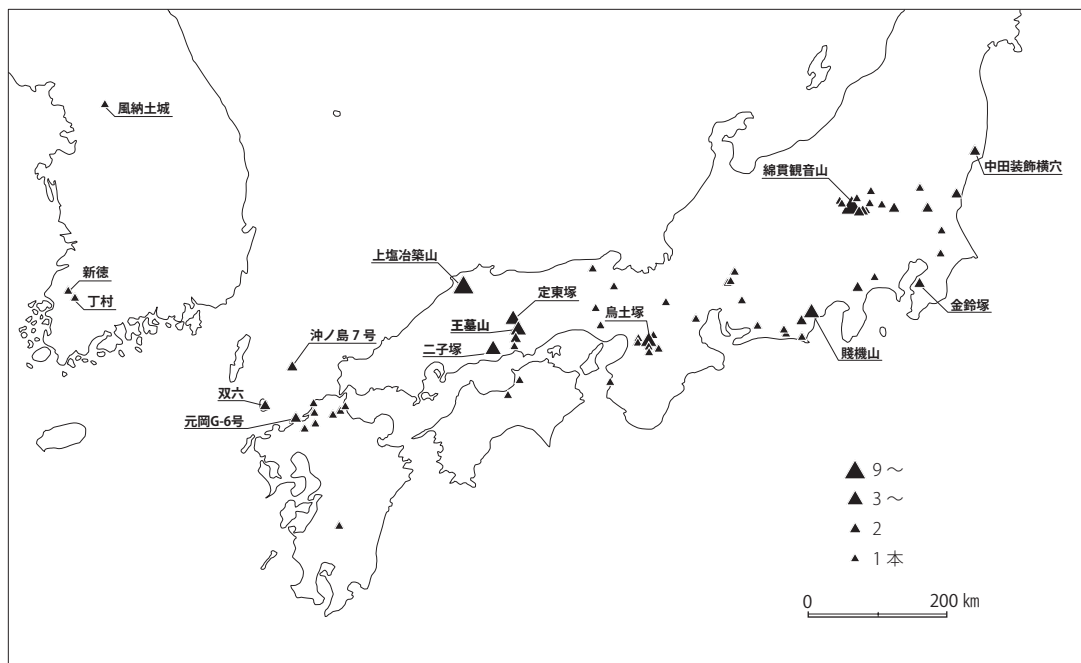 風納土城
中田装飾横穴
綿貫観音山
上塩冶築山
新徳
丁村
定東塚
金鈴塚
烏土塚
王墓山
沖ノ島7号
二子塚
賤機山
双六
元岡G-6号
9～
3～
2
1本
0 200 km